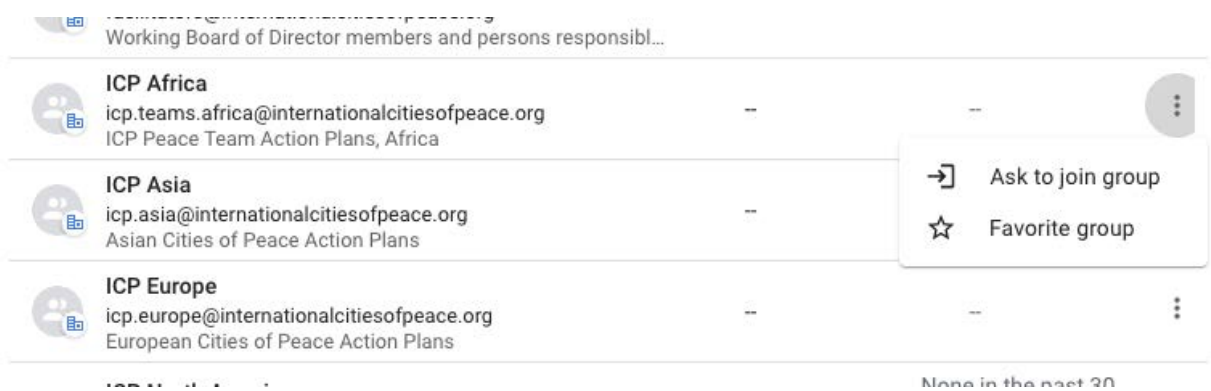 Working Board of Director members and persons responsibl...
ICP Africa
icp.teams.africa@internationalcitiesofpeace.org
ICP Peace Team Action Plans, Africa
--
--
Ask to join group
Favorite group
ICP Asia
icp.asia@internationalcitiesofpeace.org
Asian Cities of Peace Action Plans
--
ICP Europe
icp.europe@internationalcitiesofpeace.org
European Cities of Peace Action Plans
--
--
None in the past 30